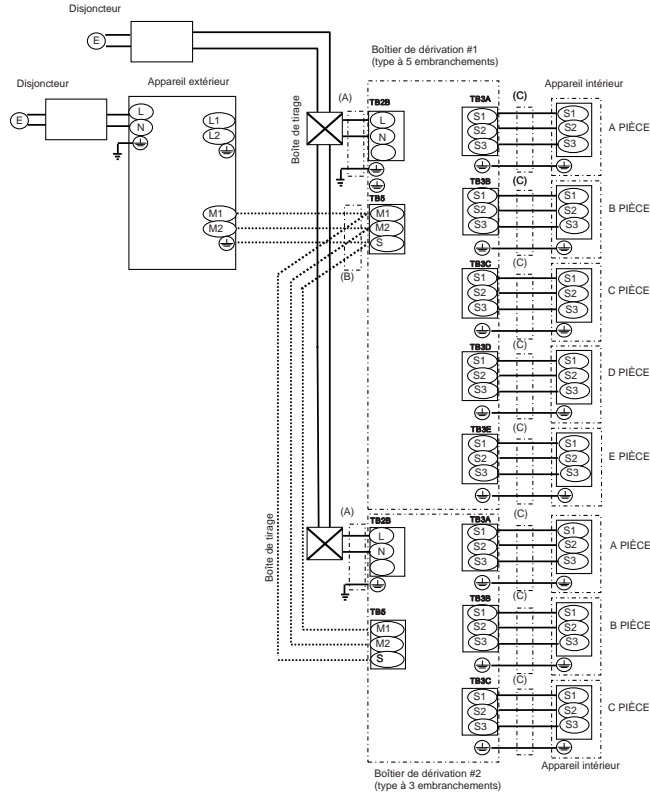 Disjoncteur
E
Disjoncteur
E
Appareil extérieur
L
N
L1
L2
M1
M2
Boîte de tirage
(A)
(B)
Boîtier de dérivation #1
(type à 5 embranchements)
TB2B
L
N
TB5
M1
M2
S
Appareil intérieur
TB3A
S1
S2
S3
(C)
S1
S2
S3
A PIÈCE
TB3B
S1
S2
S3
(C)
S1
S2
S3
B PIÈCE
TB3C
S1
S2
S3
(C)
S1
S2
S3
C PIÈCE
TB3D
S1
S2
S3
(C)
S1
S2
S3
D PIÈCE
TB3E
S1
S2
S3
(C)
S1
S2
S3
E PIÈCE
Boîte de tirage
(A)
TB2B
L
N
TB5
M1
M2
S
TB3A
S1
S2
S3
(C)
S1
S2
S3
A PIÈCE
TB3B
S1
S2
S3
(C)
S1
S2
S3
B PIÈCE
TB3C
S1
S2
S3
(C)
S1
S2
S3
C PIÈCE
Appareil intérieur
Boîtier de dérivation #2
(type à 3 embranchements)